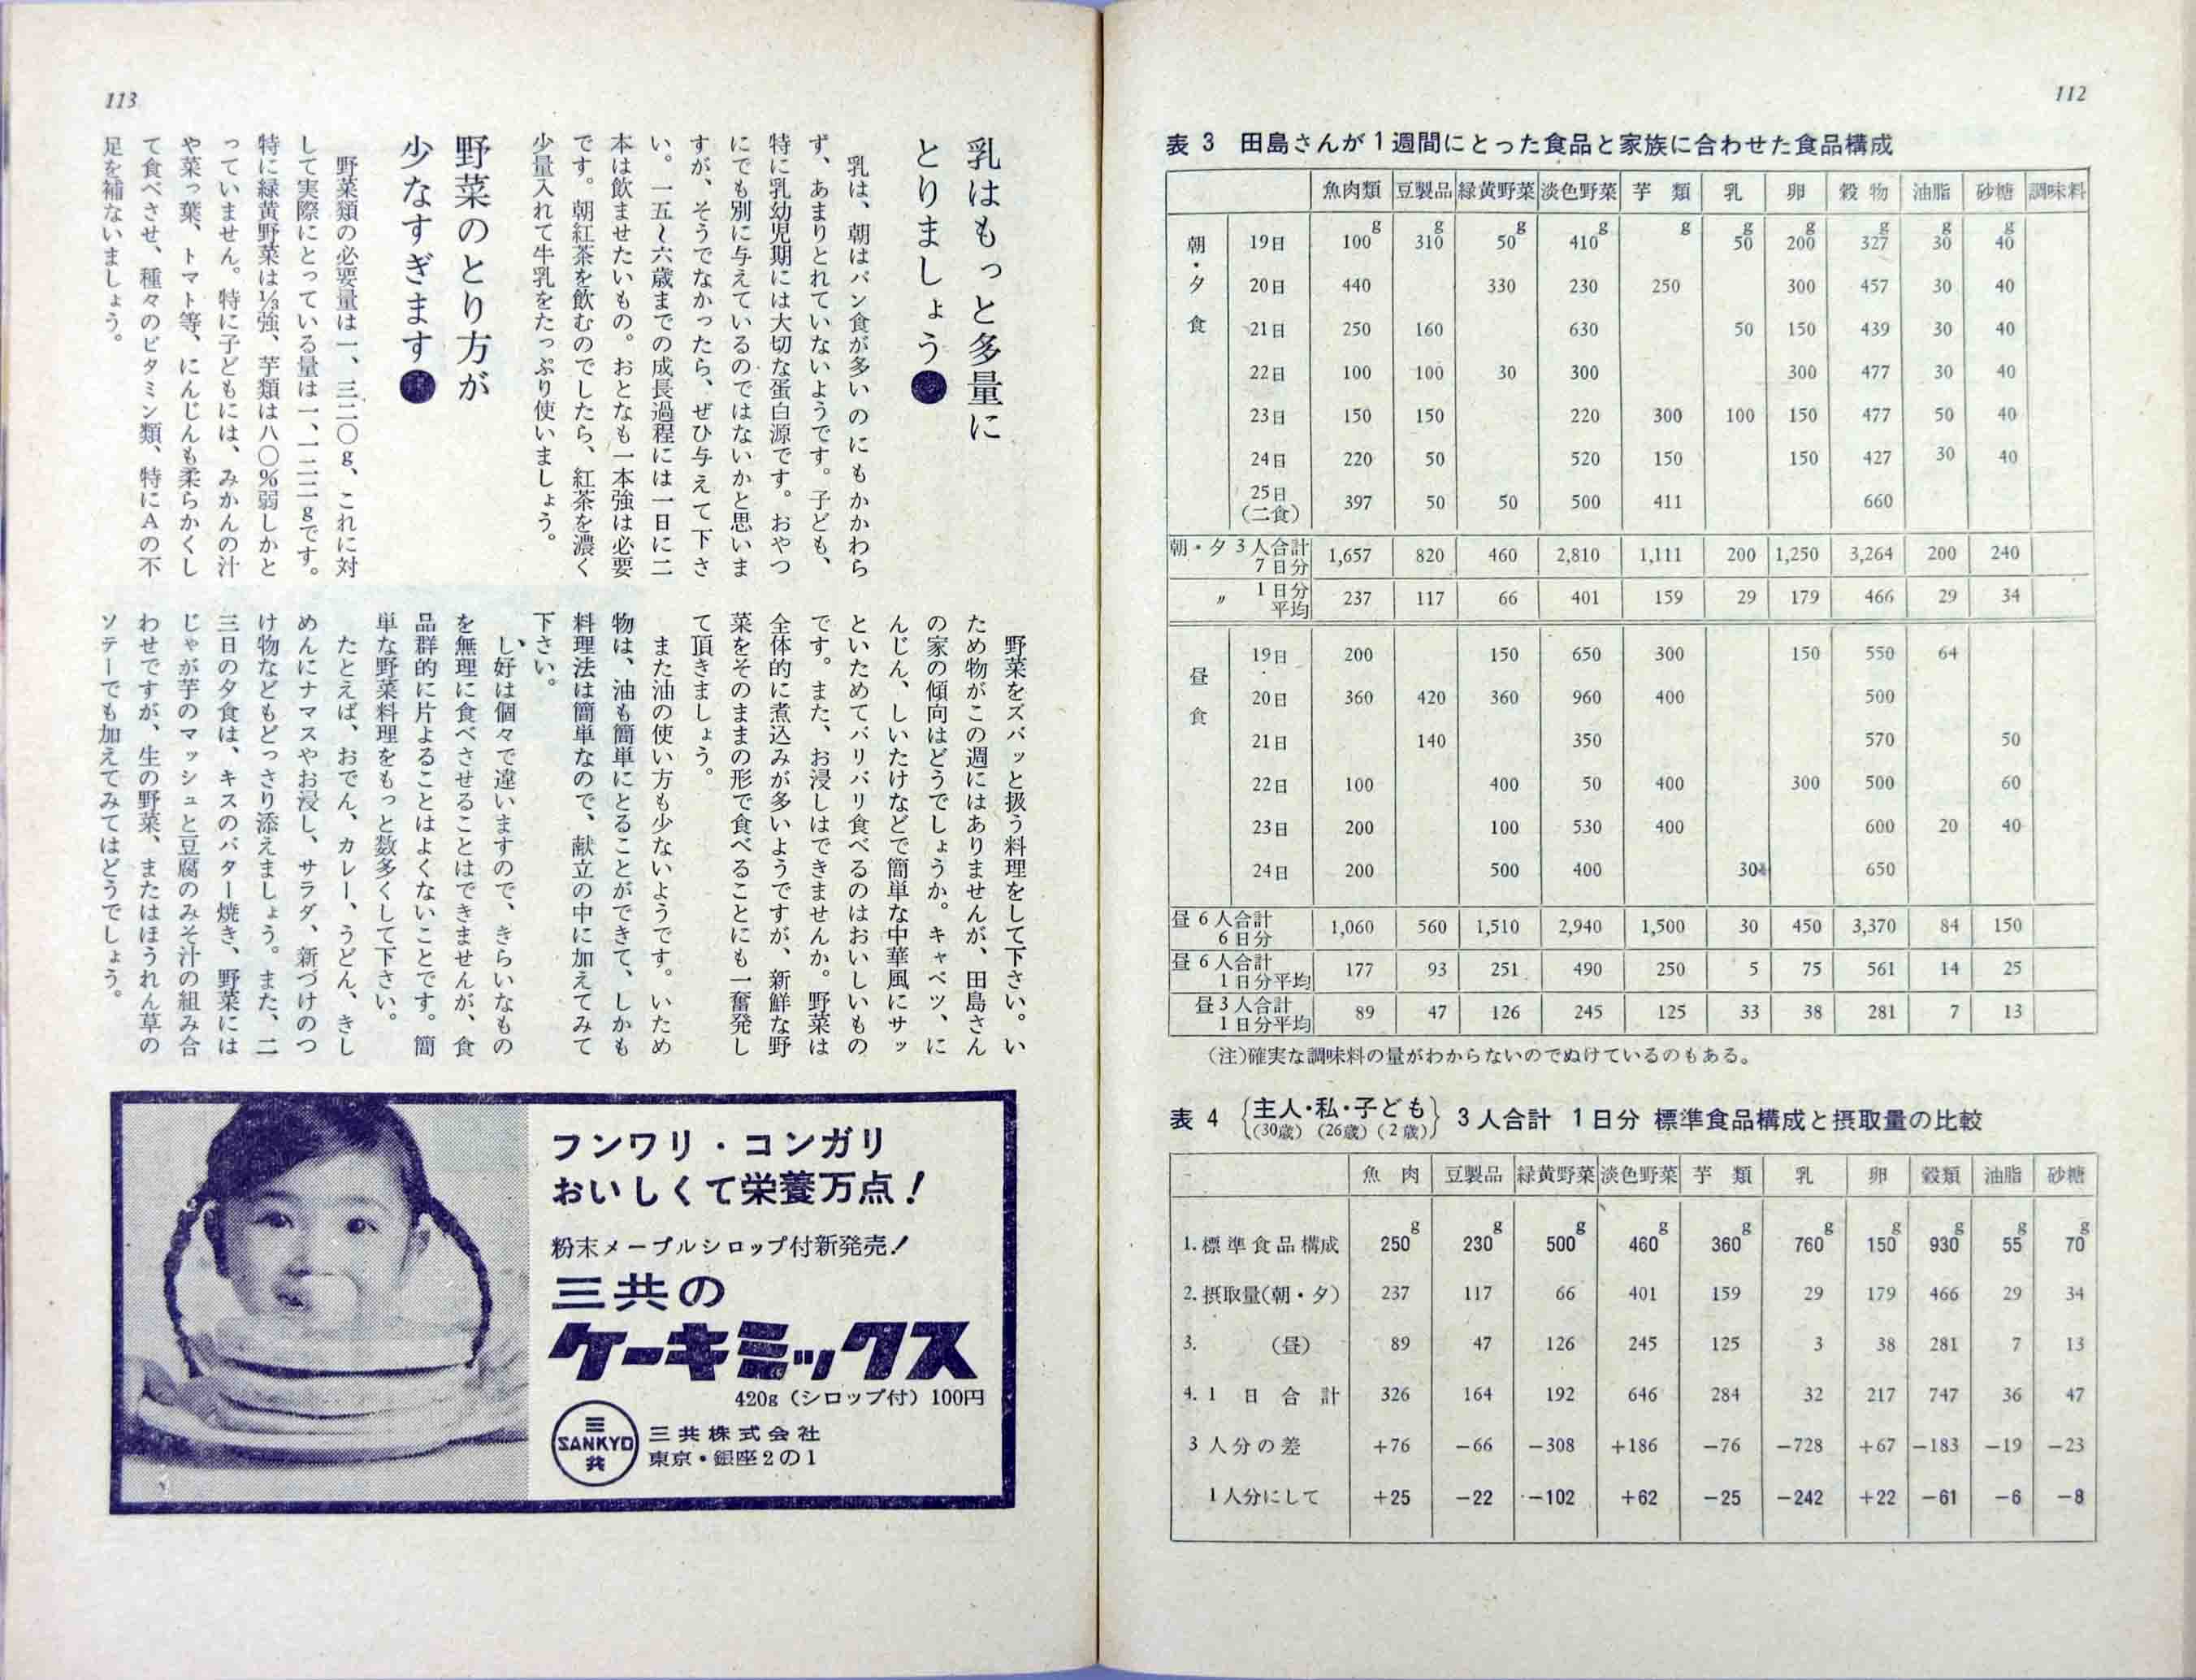 112
表 3　田島さんが1週間にとった食品と家族に合わせた食品構成
魚肉類 豆製品 緑黄野菜 淡色野菜 芋 類 乳 卵 穀 物 油脂 砂糖 調味料
朝・夕食
19日 100g 310g 50g 410g g 50g 200g 327g 30g 40g
20日 440 330 230 250 300 457 30 40
21日 250 160 630 50 150 439 30 40
22日 100 100 30 300 300 477 30 40
23日 150 150 220 300 100 150 477 50 40
24日 220 50 520 150 150 427 30 40
25日(二食) 397 50 50 500 411 660
朝・夕 3人合計 7日分 1,657 820 460 2,810 1,111 200 1,250 3,264 200 240
〃 1日分平均 237 117 66 401 159 29 179 466 29 34
昼食
19日 200 150 650 300 150 550 64
20日 360 420 360 960 400 500
21日 140 350 570 50
22日 100 400 50 400 300 500 60
23日 200 100 530 400 600 20 40
24日 200 500 400 30 650
昼 6人合計 6日分 1,060 560 1,510 2,940 1,500 30 450 3,370 84 150
昼 6人合計 1日分平均 177 93 251 490 250 5 75 561 14 25
昼 3人合計 1日分平均 89 47 126 245 125 33 38 281 7 13
(注)確実な調味料の量がわからないのでぬけているのもある。
表 4 {主人・私・子ども} 3人合計 1日分 標準食品構成と摂取量の比較
(30歳) (26歳) (2歳)
魚 肉 豆製品 緑黄野菜 淡色野菜 芋 類 乳 卵 穀類 油脂 砂糖
1.標準食品構成 250g 230g 500g 460g 360g 760g 150g 930g 55g 70g
2.摂取量(朝・夕) 237 117 66 401 159 29 179 466 29 34
3. (昼) 89 47 126 245 125 3 38 281 7 13
4. 1日合計 326 164 192 646 284 32 217 747 36 47
3人分の差 +76 −66 −308 +186 −76 −728 +67 −183 −19 −23
1人分にして +25 −22 −102 +62 −25 −242 +22 −61 −6 −8
113
乳はもっと多量に
とりましょう●
乳は、朝はパン食が多いのにもかかわら
ず、あまりとれていないようです。子ども、
特に乳幼児期には大切な蛋白源です。おやつ
にでも別に与えているのではないかと思いま
すが、そうでなかったら、ぜひ与えて下さ
い。一五〜六歳までの成長過程には一日に二
本は飲ませたいもの。おとなも一本強は必要
です。朝紅茶を飲むのでしたら、紅茶を濃く
少量入れて牛乳をたっぷり使いましょう。
野菜のとり方が
少なすぎます●
野菜類の必要量は一、三二〇g、これに対
して実際にとっている量は一、一二二gです。
特に緑黄野菜は⅓強、芋類は八〇%弱しかと
っていません。特に子どもには、みかんの汁
や菜っ葉、トマト等、にんじんも柔らかくし
て食べさせ、種々のビタミン類、特にAの不
足を補ないましょう。
野菜をズバッと扱う料理をして下さい。い
ため物がこの週にはありませんが、田島さん
の家の傾向はどうでしょうか。キャベツ、に
んじん、しいたけなどで簡単な中華風にサッ
といためてバリバリ食べるのはおいしいもの
です。また、お浸しはできませんか。野菜は
全体的に煮込みが多いようですが、新鮮な野
菜をそのままの形で食べることにも一奮発し
て頂きましょう。
また油の使い方も少ないようです。いため
物は、油も簡単にとることができて、しかも
料理法は簡単なので、献立の中に加えてみて
下さい。
し好は個々で違いますので、きらいなもの
を無理に食べさせることはできませんが、食
品群的に片よることはよくないことです。簡
単な野菜料理をもっと数多くして下さい。
たとえば、おでん、カレー、うどん、きし
めんにナマスやお浸し、サラダ、新づけのつ
け物などもどっさり添えましょう。また、二
三日の夕食は、キスのバター焼き、野菜には
じゃが芋のマッシュと豆腐のみそ汁の組み合
わせですが、生の野菜、またはほうれん草の
ソテーでも加えてみてはどうでしょう。
フンワリ・コンガリ
おいしくて栄養万点!
粉末メープルシロップ付新発売!
三共の
ケーキミックス
420g(シロップ付)100円
三
SANKYO
共
三共株式会社
東京・銀座2の1